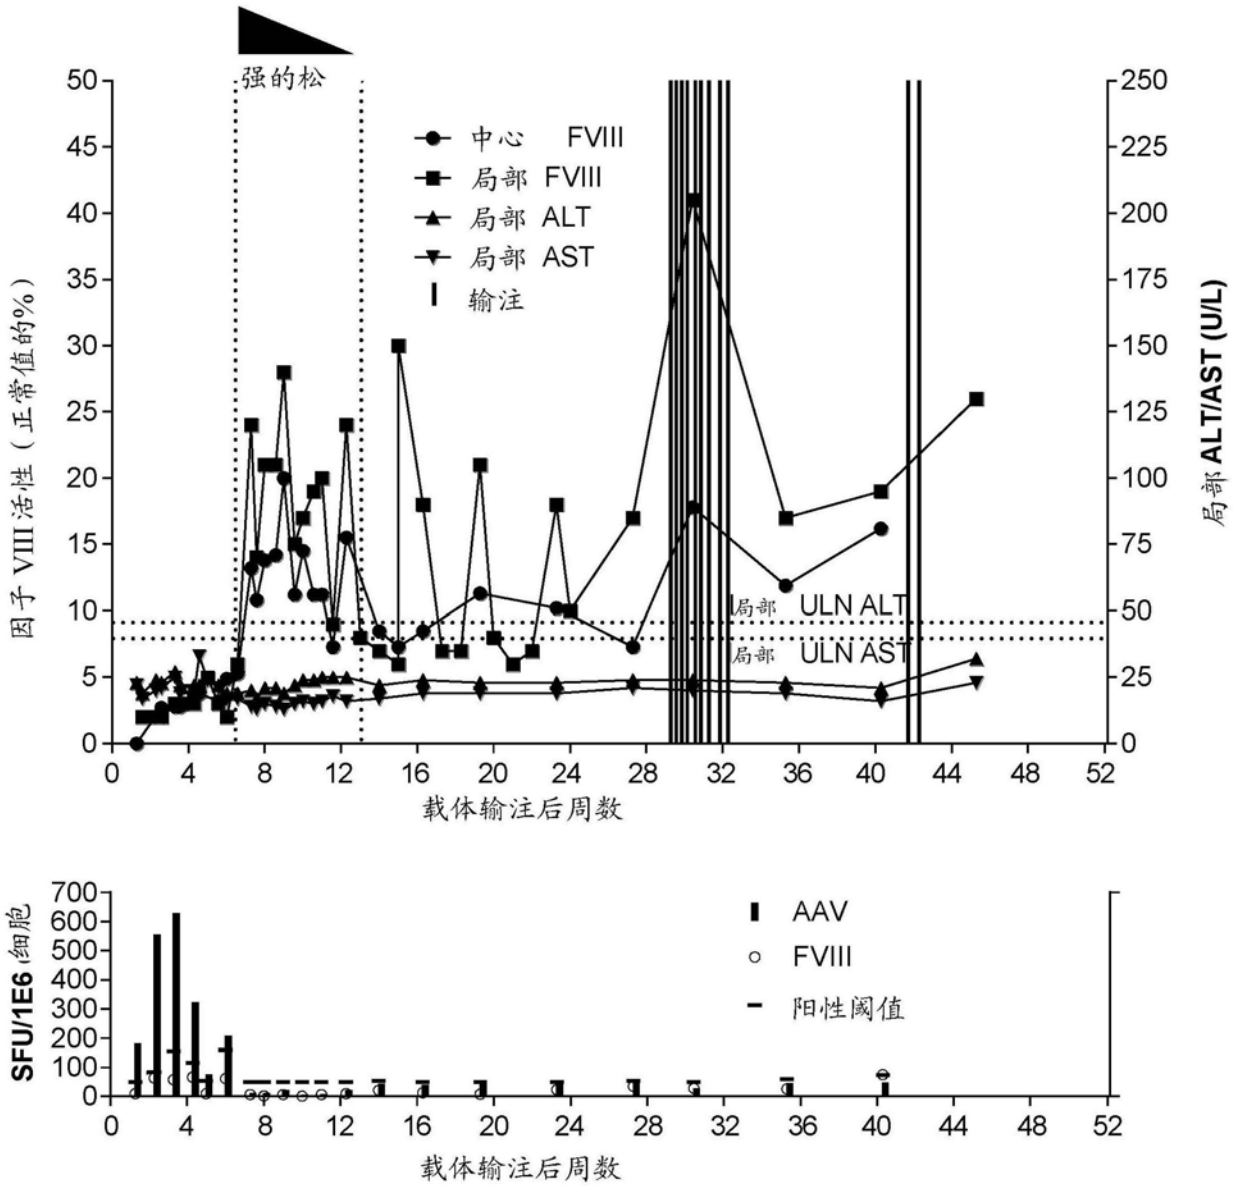 强的松
50
45
40
35
30
25
20
15
10
5
0
因子 VIII 活性（正常值的%）
250
225
200
175
150
125
100
75
50
25
0
局部 ALT/AST (U/L)
中心 FVIII
局部 FVIII
局部 ALT
局部 AST
输注
局部 ULN ALT
局部 ULN AST
0 4 8 12 16 20 24 28 32 36 40 44 48 52
载体输注后周数
700
600
500
400
300
200
100
0
SFU/1E6 (细胞
AAV
FVIII
阳性阈值
0 4 8 12 16 20 24 28 32 36 40 44 48 52
载体输注后周数